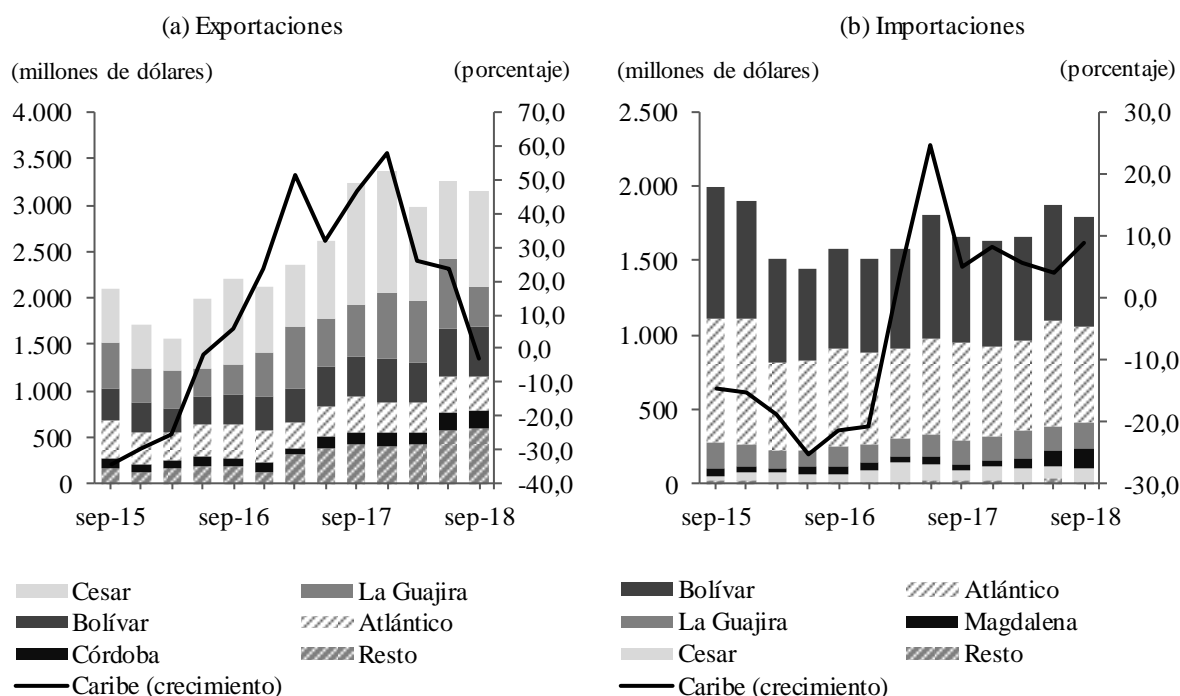 (a) Exportaciones
(millones de dólares) (porcentaje)
4.000 70,0
3.500 60,0
3.000 50,0
2.500 40,0
2.000 30,0
1.500 20,0
1.000 10,0
500 0,0
0 -10,0
-20,0
-30,0
-40,0
sep-15 sep-16 sep-17 sep-18
Cesar La Guajira
Bolívar Atlántico
Córdoba Resto
Caribe (crecimiento)
(b) Importaciones
(millones de dólares) (porcentaje)
2.500 30,0
2.000 20,0
1.500 10,0
1.000 0,0
500 -10,0
0 -20,0
-30,0
sep-15 sep-16 sep-17 sep-18
Bolívar Atlántico
La Guajira Magdalena
Cesar Resto
Caribe (crecimiento)